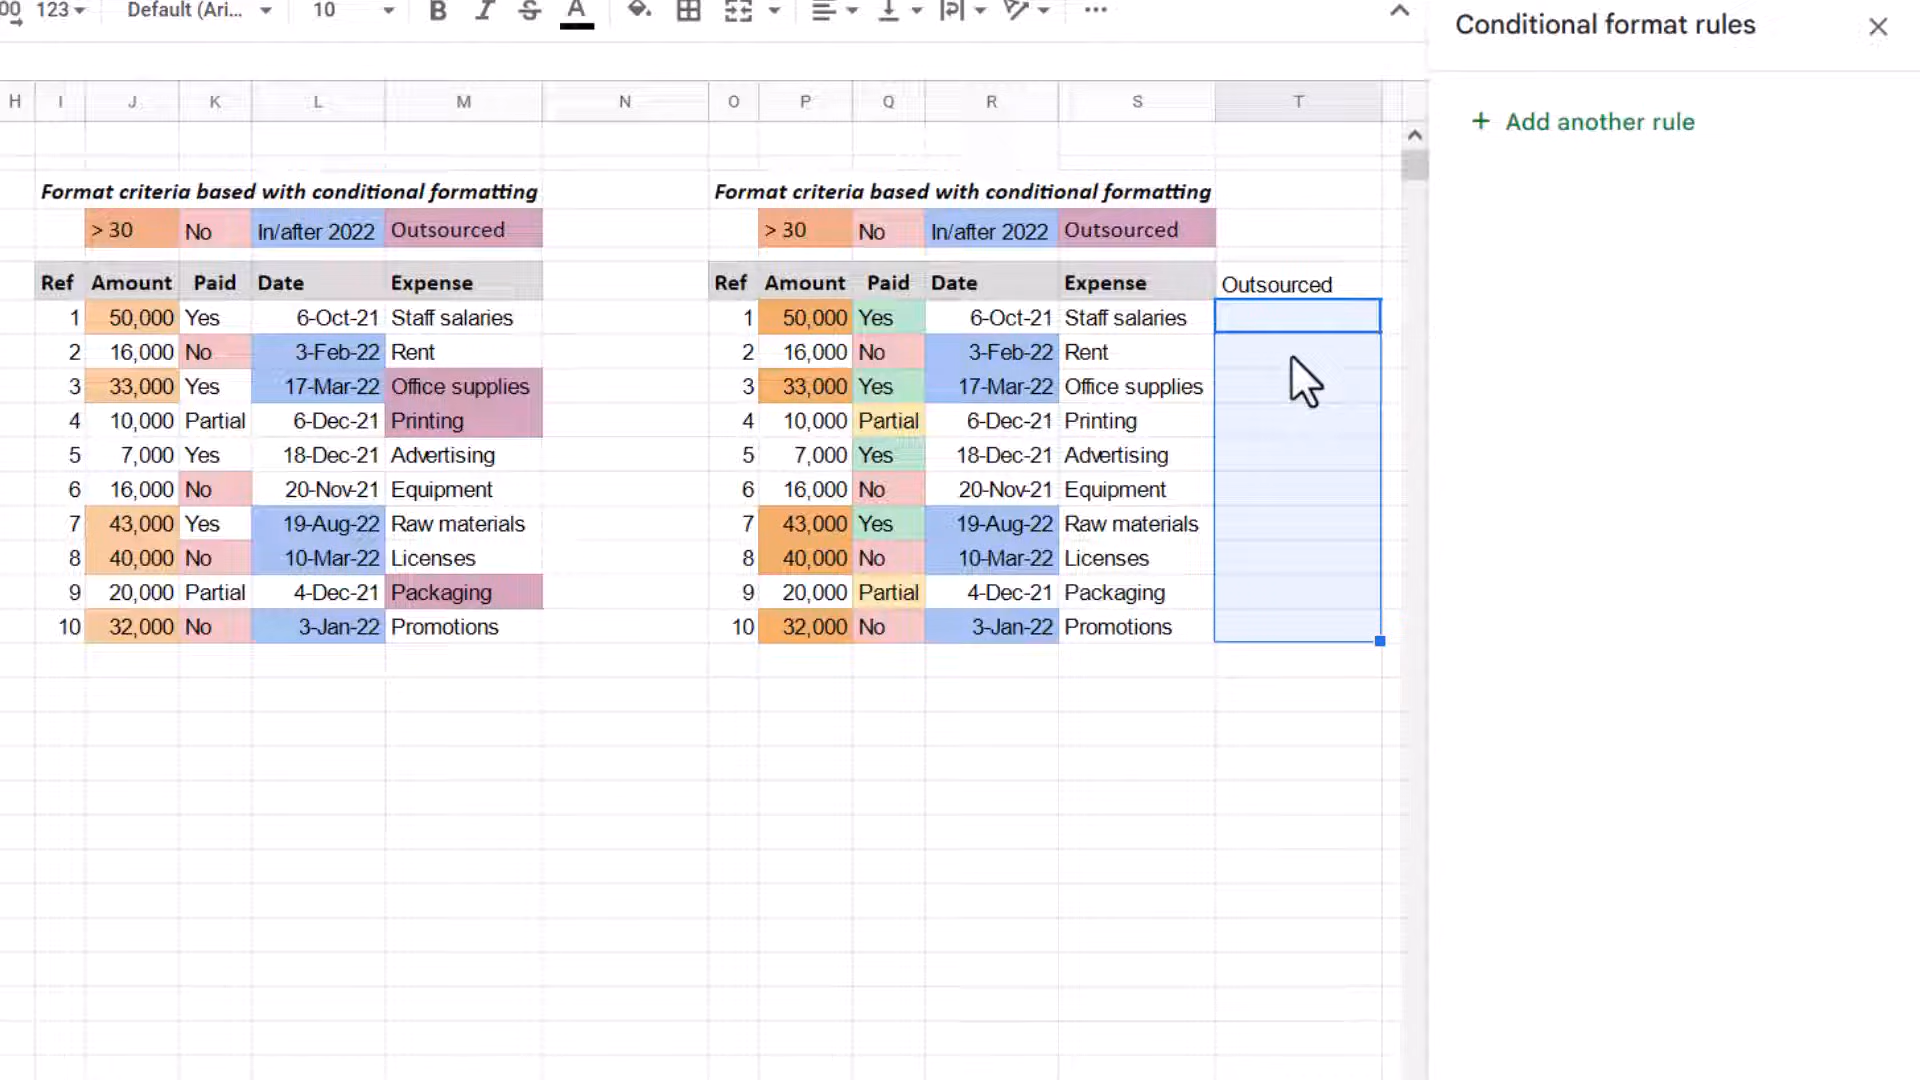 00 123 Default (Ari... 10 B I S A ...
Conditional format rules
+ Add another rule
H I J K L M N O P Q R S T
Format criteria based with conditional formatting Format criteria based with conditional formatting
> 30 No In/after 2022 Outsourced > 30 No In/after 2022 Outsourced
Ref Amount Paid Date Expense Ref Amount Paid Date Expense Outsourced
1 50,000 Yes 6-Oct-21 Staff salaries 1 50,000 Yes 6-Oct-21 Staff salaries
2 16,000 No 3-Feb-22 Rent 2 16,000 No 3-Feb-22 Rent
3 33,000 Yes 17-Mar-22 Office supplies 3 33,000 Yes 17-Mar-22 Office supplies
4 10,000 Partial 6-Dec-21 Printing 4 10,000 Partial 6-Dec-21 Printing
5 7,000 Yes 18-Dec-21 Advertising 5 7,000 Yes 18-Dec-21 Advertising
6 16,000 No 20-Nov-21 Equipment 6 16,000 No 20-Nov-21 Equipment
7 43,000 Yes 19-Aug-22 Raw materials 7 43,000 Yes 19-Aug-22 Raw materials
8 40,000 No 10-Mar-22 Licenses 8 40,000 No 10-Mar-22 Licenses
9 20,000 Partial 4-Dec-21 Packaging 9 20,000 Partial 4-Dec-21 Packaging
10 32,000 No 3-Jan-22 Promotions 10 32,000 No 3-Jan-22 Promotions